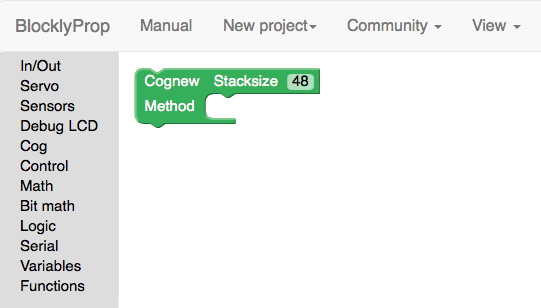 BlocklyProp Manual New project Community View
In/Out
Servo
Sensors
Debug LCD
Cog
Control
Math
Bit math
Logic
Serial
Variables
Functions
Cognew Stacksize 48
Method